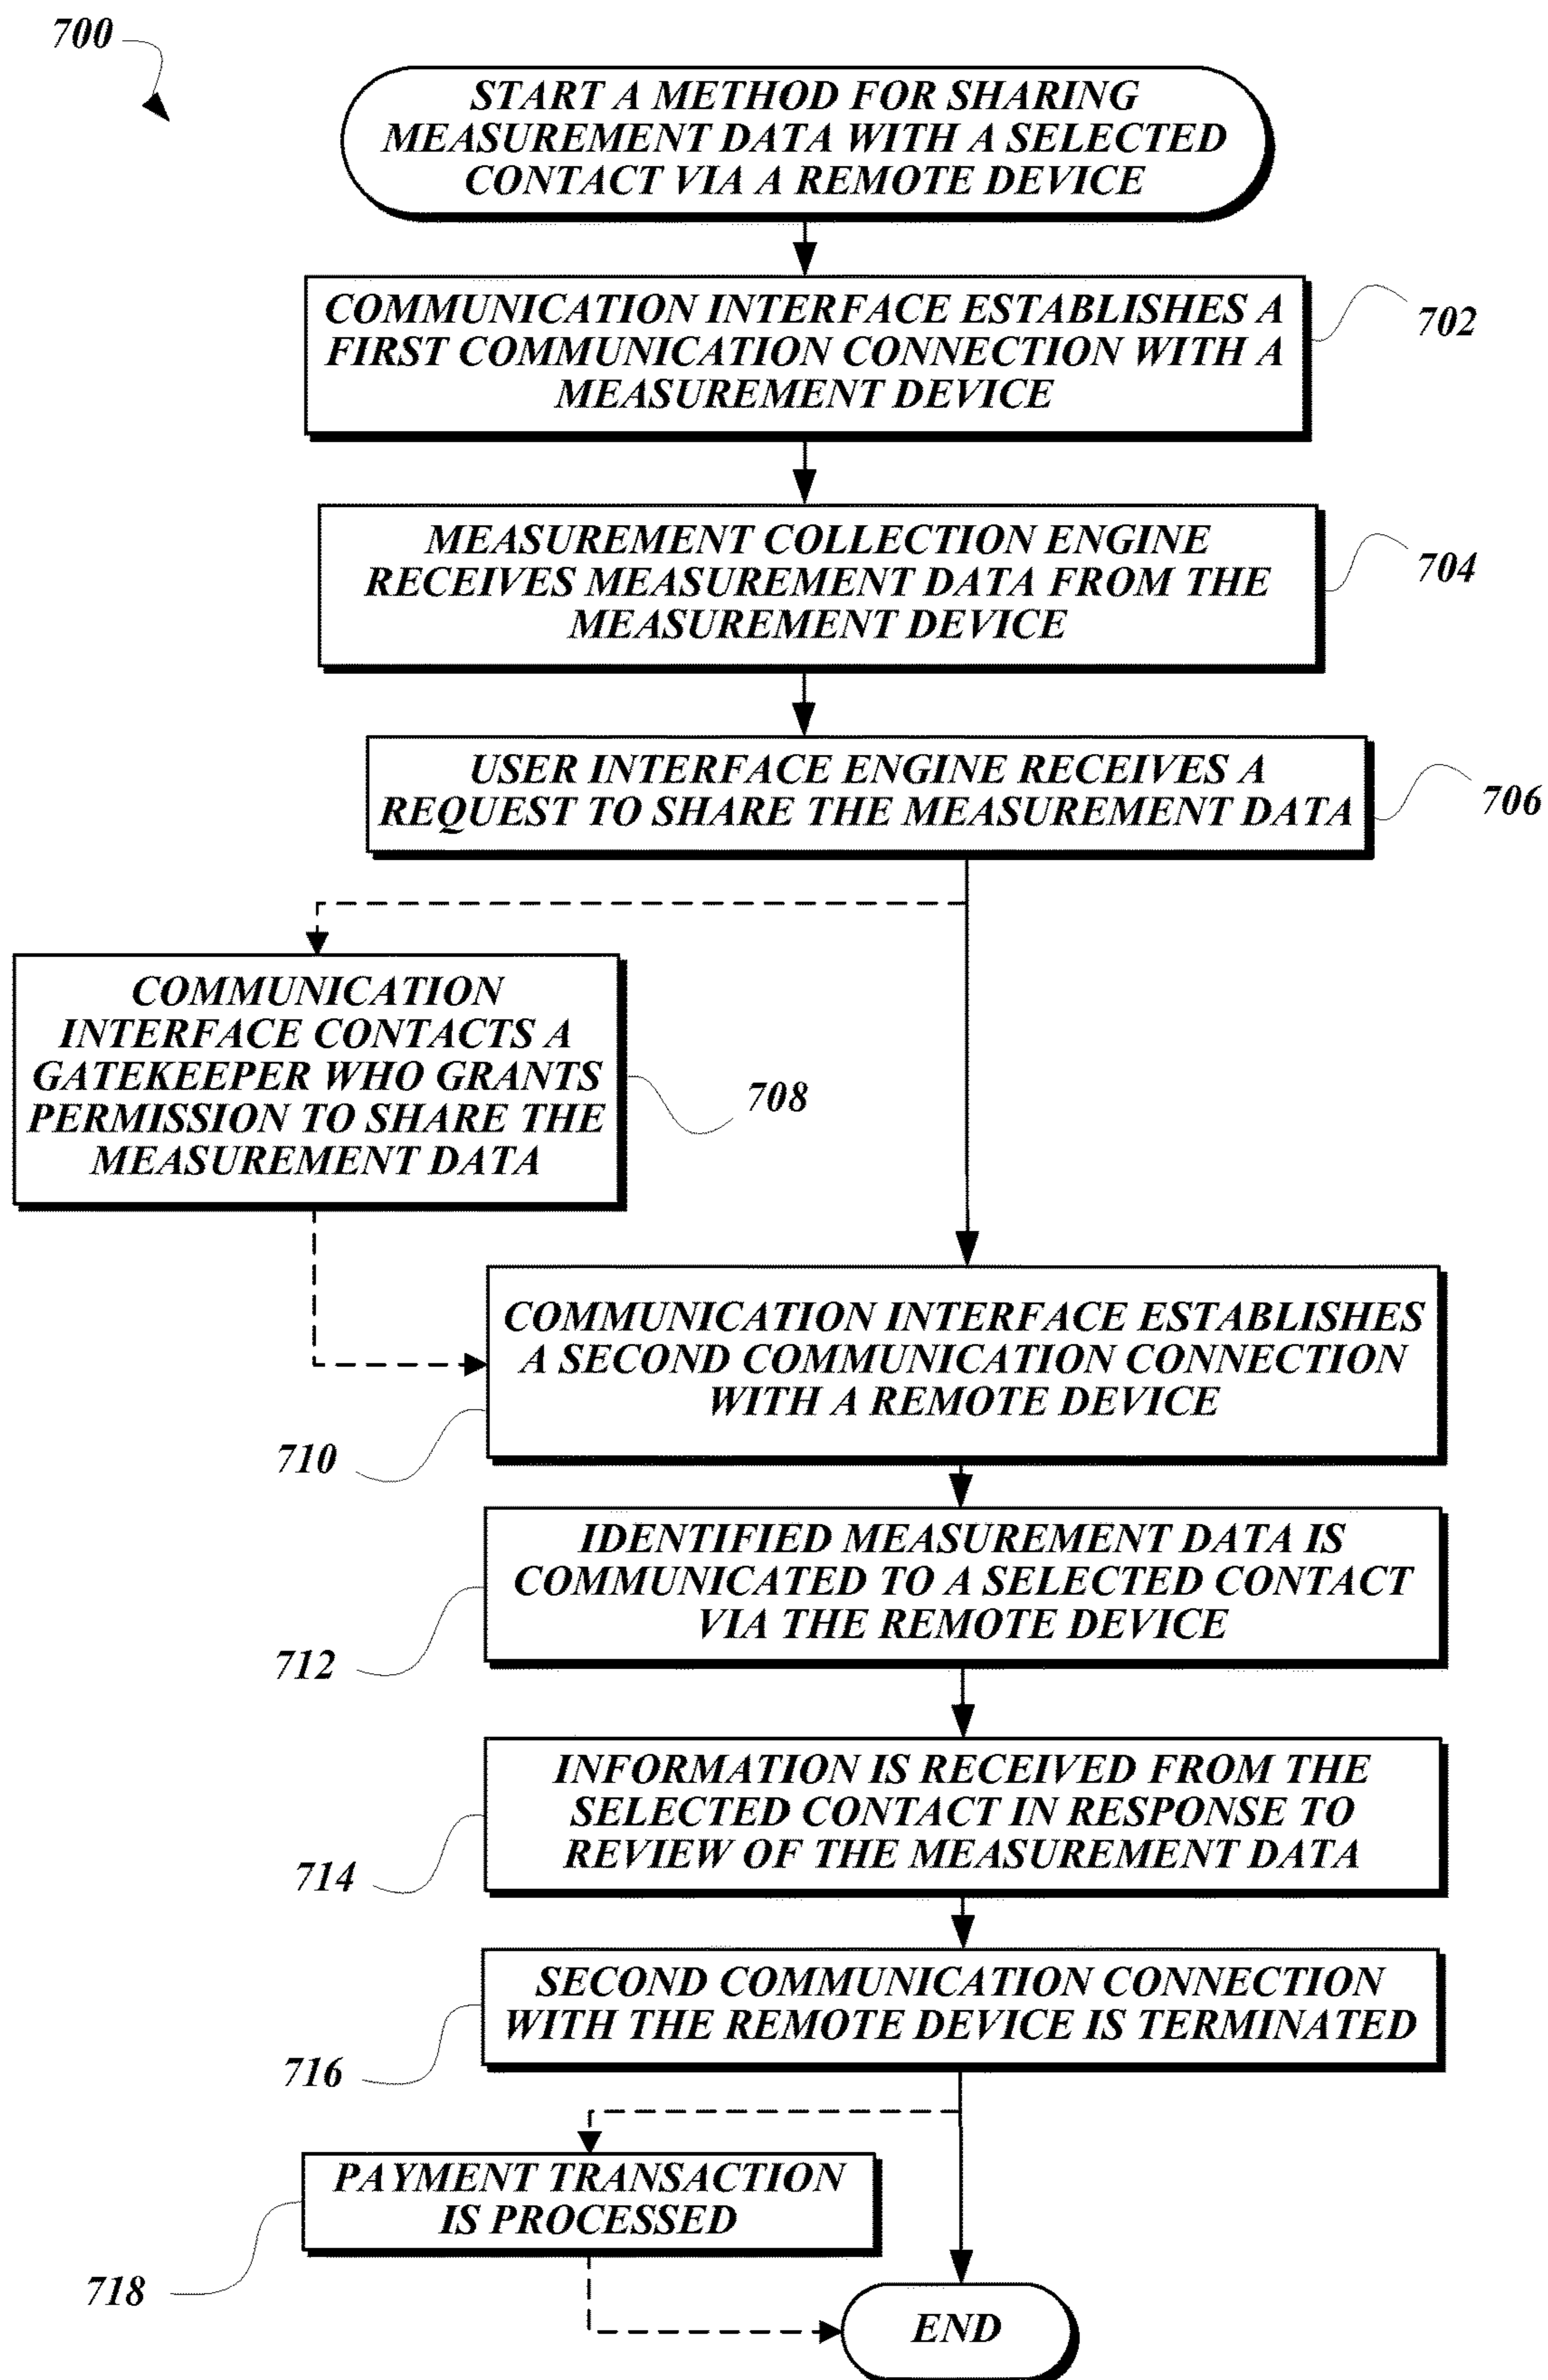 700
START A METHOD FOR SHARING
MEASUREMENT DATA WITH A SELECTED
CONTACT VIA A REMOTE DEVICE
COMMUNICATION INTERFACE ESTABLISHES A
FIRST COMMUNICATION CONNECTION WITH A
MEASUREMENT DEVICE
702
MEASUREMENT COLLECTION ENGINE
RECEIVES MEASUREMENT DATA FROM THE
MEASUREMENT DEVICE
704
USER INTERFACE ENGINE RECEIVES A
REQUEST TO SHARE THE MEASUREMENT DATA
706
COMMUNICATION
INTERFACE CONTACTS A
GATEKEEPER WHO GRANTS
PERMISSION TO SHARE THE
MEASUREMENT DATA
708
COMMUNICATION INTERFACE ESTABLISHES
A SECOND COMMUNICATION CONNECTION
WITH A REMOTE DEVICE
710
IDENTIFIED MEASUREMENT DATA IS
COMMUNICATED TO A SELECTED CONTACT
VIA THE REMOTE DEVICE
712
INFORMATION IS RECEIVED FROM THE
SELECTED CONTACT IN RESPONSE TO
REVIEW OF THE MEASUREMENT DATA
714
SECOND COMMUNICATION CONNECTION
WITH THE REMOTE DEVICE IS TERMINATED
716
PAYMENT TRANSACTION
IS PROCESSED
718
END